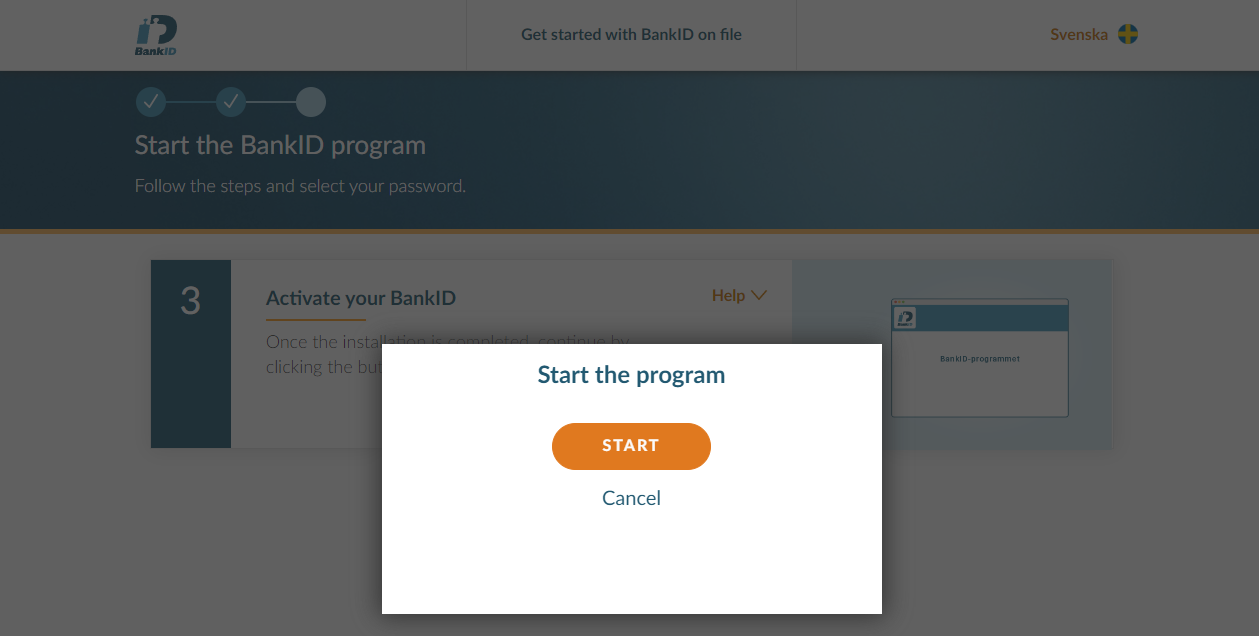 BankID
Get started with BankID on file
Svenska
Start the BankID program
Follow the steps and select your password.
3
Activate your BankID
Help
Once the installation is completed, continue by
clicking the but
BankID-programmet
Start the program
START
Cancel